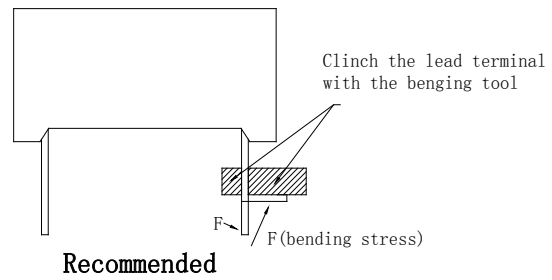 Clinch the lead terminal
with the benging tool
F
F(bending stress)
Recommended